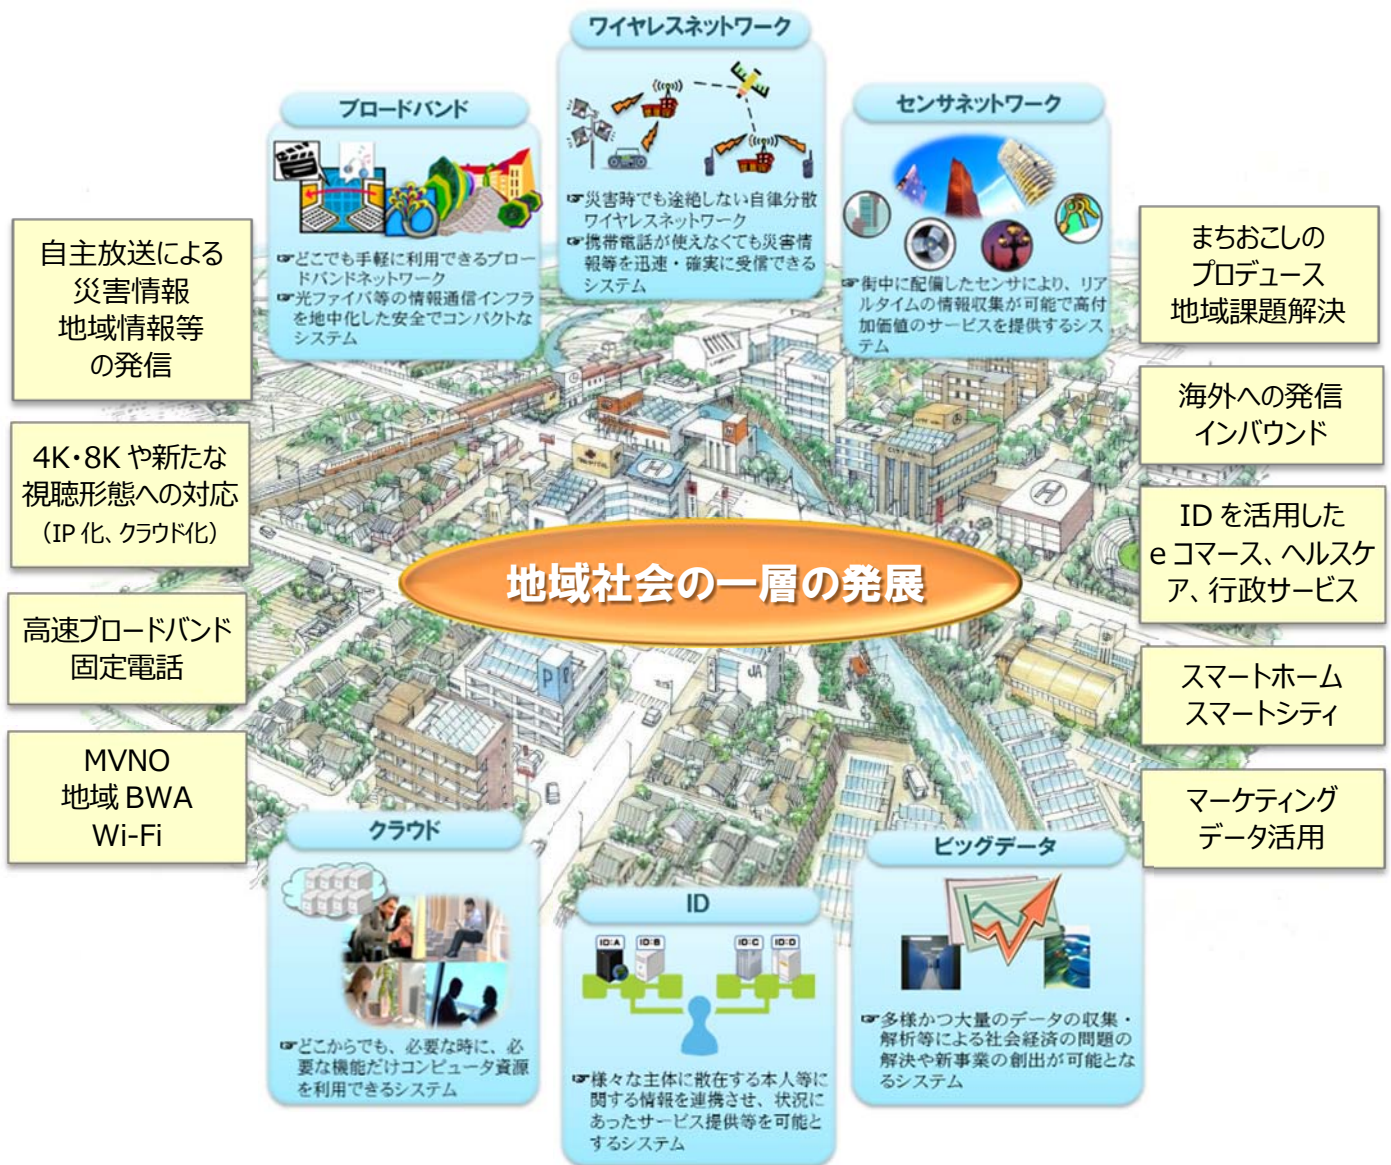 ワイヤレスネットワーク
☞災害時でも途絶しない自律分散
ワイヤレスネットワーク
☞携帯電話が使えなくても災害情
報等を迅速・確実に受信できる
システム
ブロードバンド
☞どこでも手軽に利用できるブロー
ドバンドネットワーク
☞光ファイバ等の情報通信インフラ
を地中化した安全でコンパクトな
システム
センサネットワーク
☞街中に配備したセンサにより、リア
ルタイムの情報収集が可能で高付
加価値のサービスを提供するシス
テム
自主放送による
災害情報
地域情報等
の発信
4K・8Kや新たな
視聴形態への対応
（IP化、クラウド化）
高速ブロードバンド
固定電話
MVNO
地域BWA
Wi-Fi
まちおこしの
プロデュース
地域課題解決
海外への発信
インバウンド
IDを活用した
eコマース、ヘルスケ
ア、行政サービス
スマートホーム
スマートシティ
マーケティング
データ活用
HOSPITAL
H
CITY HALL
H
地域社会の一層の発展
P
JA
クラウド
☞どこからでも、必要な時に、必
要な機能だけコンピュータ資源
を利用できるシステム
ID
ID:A
ID:B
ID:C
ID:D
☞様々な主体に散在する本人等に
関する情報を連携させ、状況に
あったサービス提供等を可能と
するシステム
ビッグデータ
☞多様かつ大量のデータの収集・
解析等による社会経済の問題の
解決や新事業の創出が可能とな
るシステム